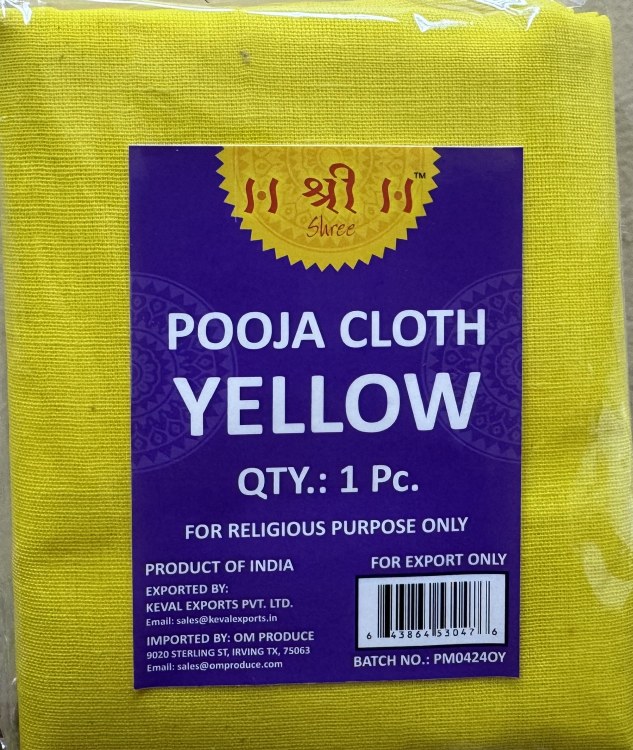 |·| श्री |·| ™
Shree
POOJA CLOTH
YELLOW
QTY.: 1 Pc.
FOR RELIGIOUS PURPOSE ONLY
PRODUCT OF INDIA
EXPORTED BY:
KEVAL EXPORTS PVT. LTD.
Email: sales@kevalexports.in
IMPORTED BY: OM PRODUCE
9020 STERLING ST, IRVING TX, 75063
Email: sales@omproduce.com
FOR EXPORT ONLY
6 43864 53047 6
BATCH NO.: PM0424OY